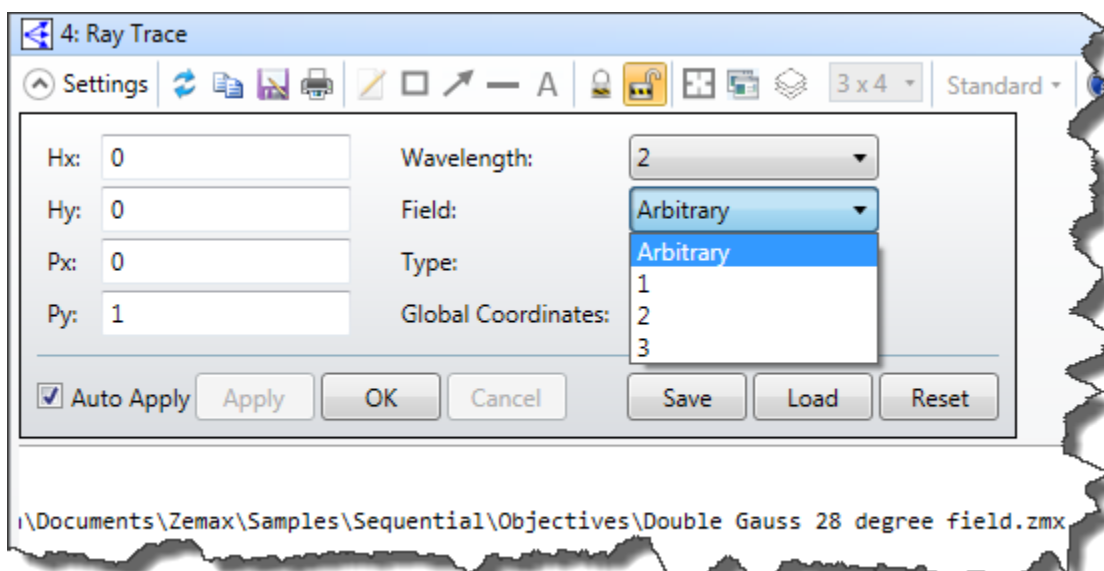 4: Ray Trace
Settings A 3 x 4 Standard
Hx: 0 Wavelength: 2
Hy: 0 Field: Arbitrary
Arbitrary
Px: 0 Type:
1
Py: 1 Global Coordinates: 2
3
Auto Apply Apply OK Cancel Save Load Reset
\Documents\Zemax\Samples\Sequential\Objectives\Double Gauss 28 degree field.zmx